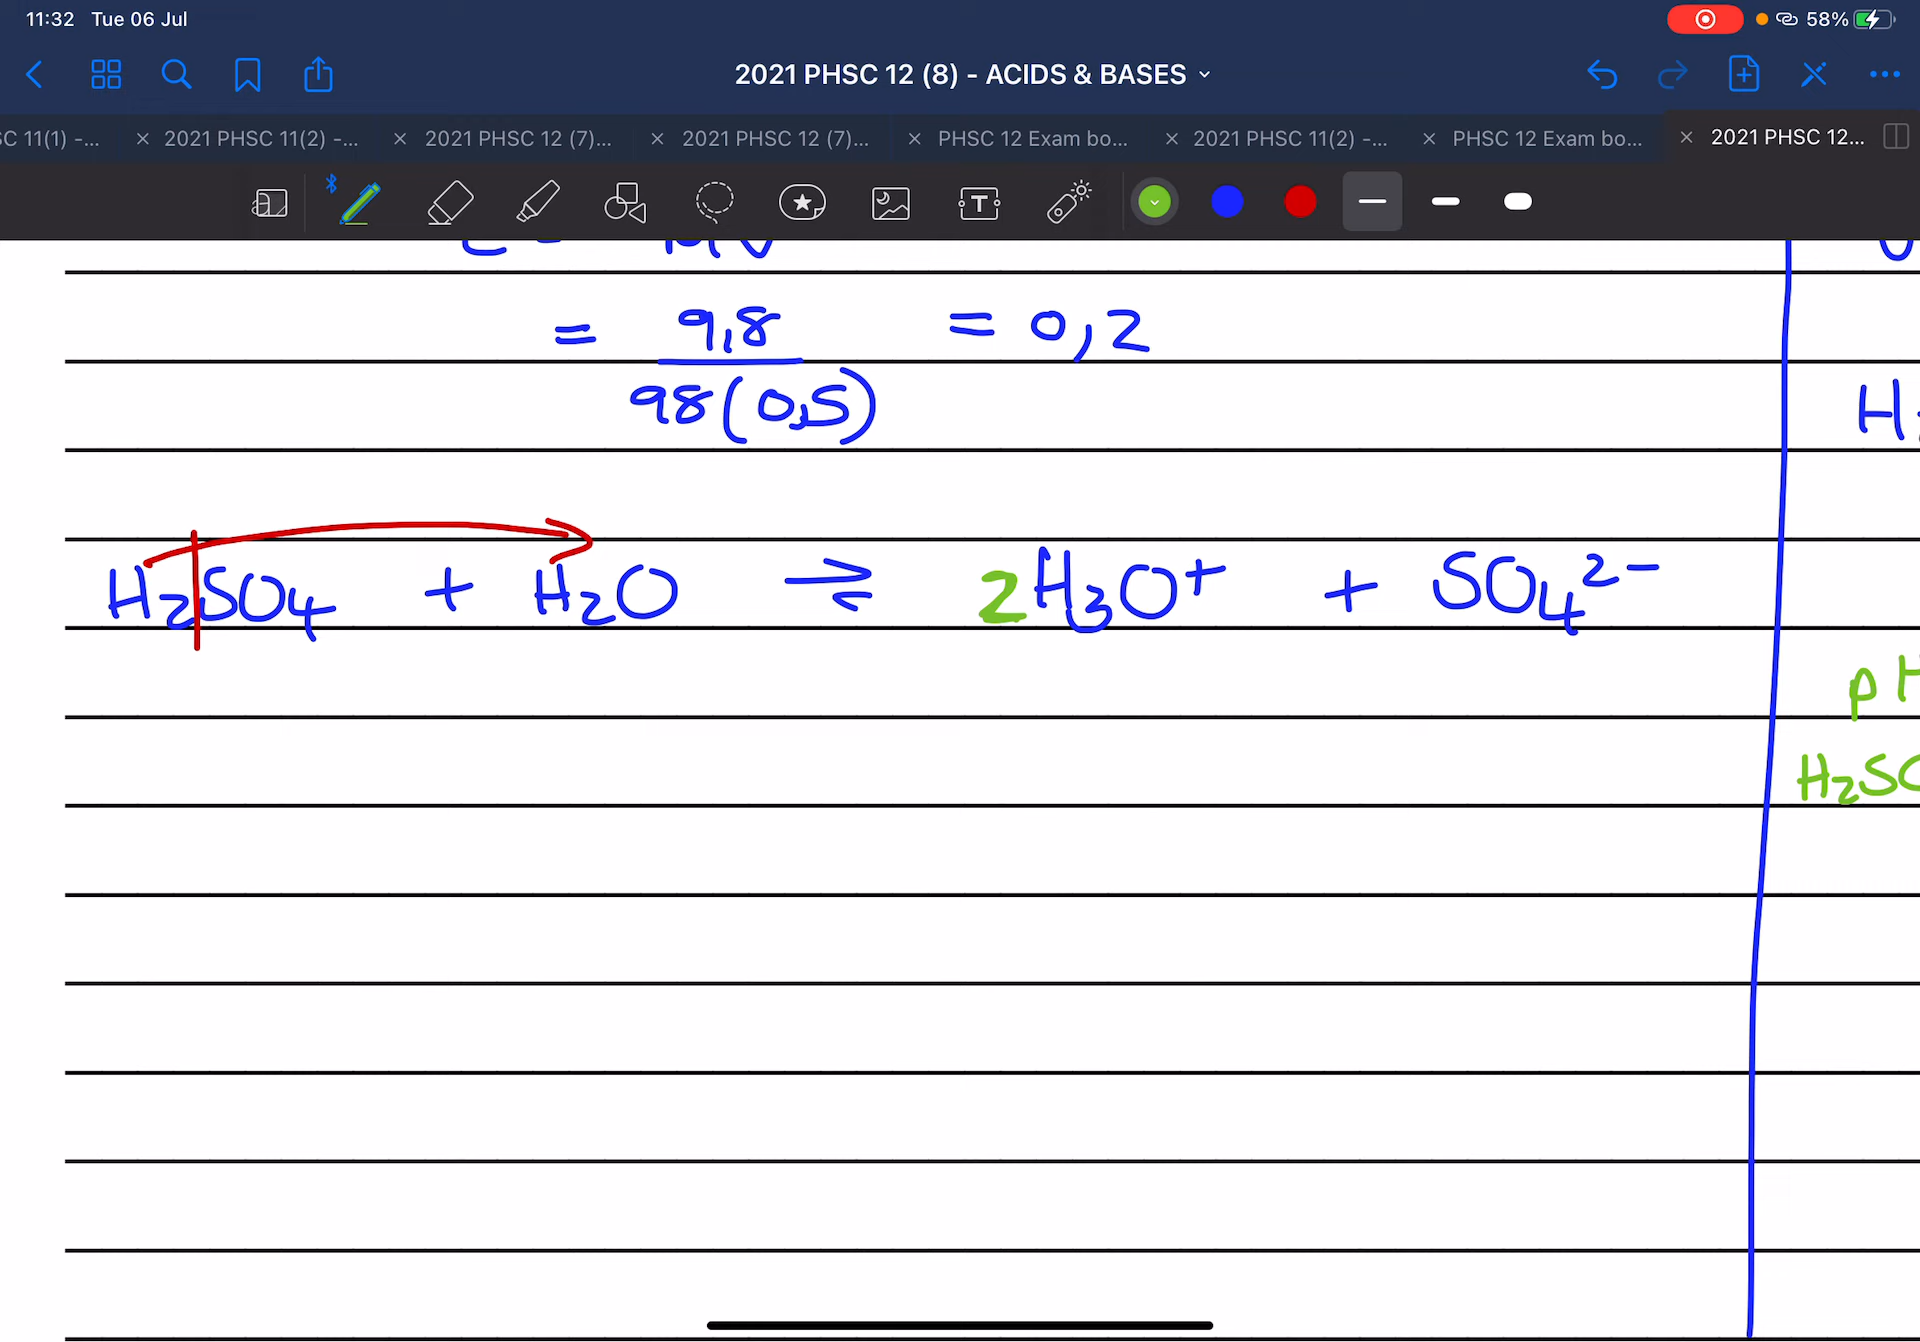 11:32 Tue 06 Jul 58%
2021 PHSC 12 (8) - ACIDS & BASES
C 11(1) -... 2021 PHSC 11(2) -... 2021 PHSC 12 (7)... 2021 PHSC 12 (7)... PHSC 12 Exam bo... 2021 PHSC 11(2) -... PHSC 12 Exam bo... 2021 PHSC 12...
= 9,8 = 0,2
98(0,5)
H₂SO₄ + H₂O ⇌ 2H₃O⁺ + SO₄²⁻
pH
H₂SO